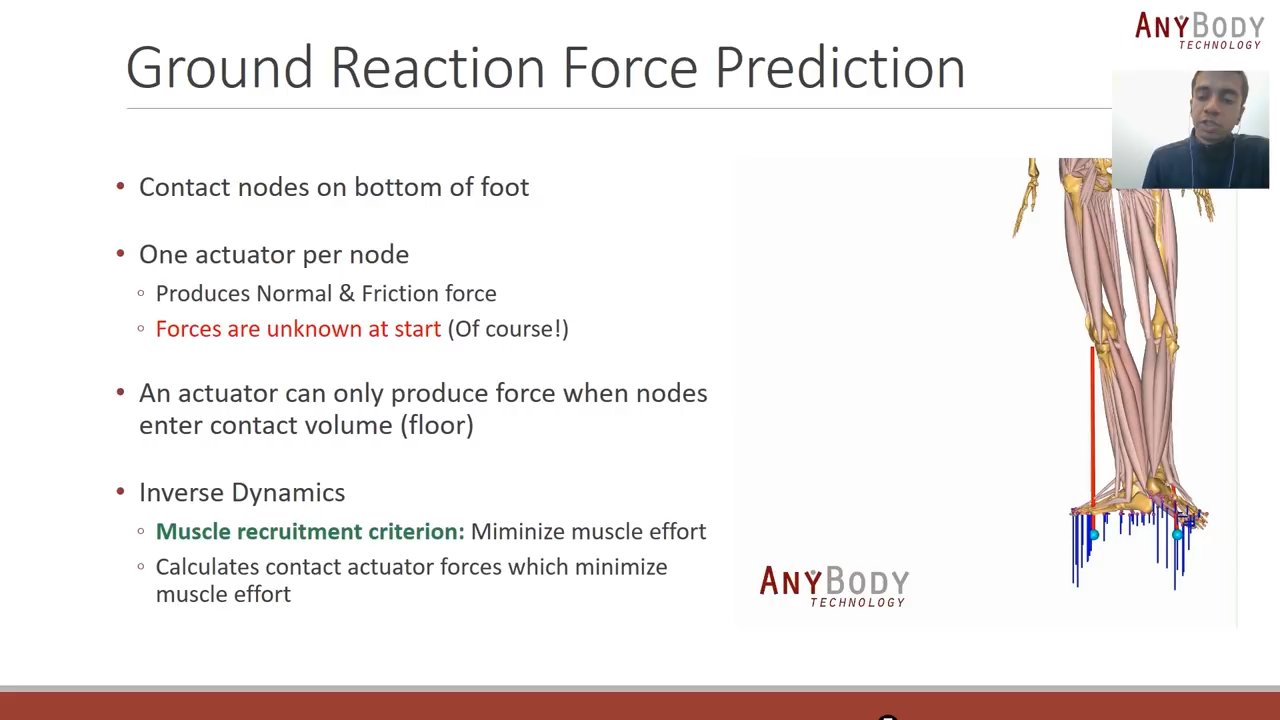 ANYBODY
TECHNOLOGY
Ground Reaction Force Prediction
• Contact nodes on bottom of foot
• One actuator per node
◦ Produces Normal & Friction force
◦ Forces are unknown at start (Of course!)
• An actuator can only produce force when nodes
enter contact volume (floor)
• Inverse Dynamics
◦ Muscle recruitment criterion: Miminize muscle effort
◦ Calculates contact actuator forces which minimize
muscle effort
ANYBODY
TECHNOLOGY